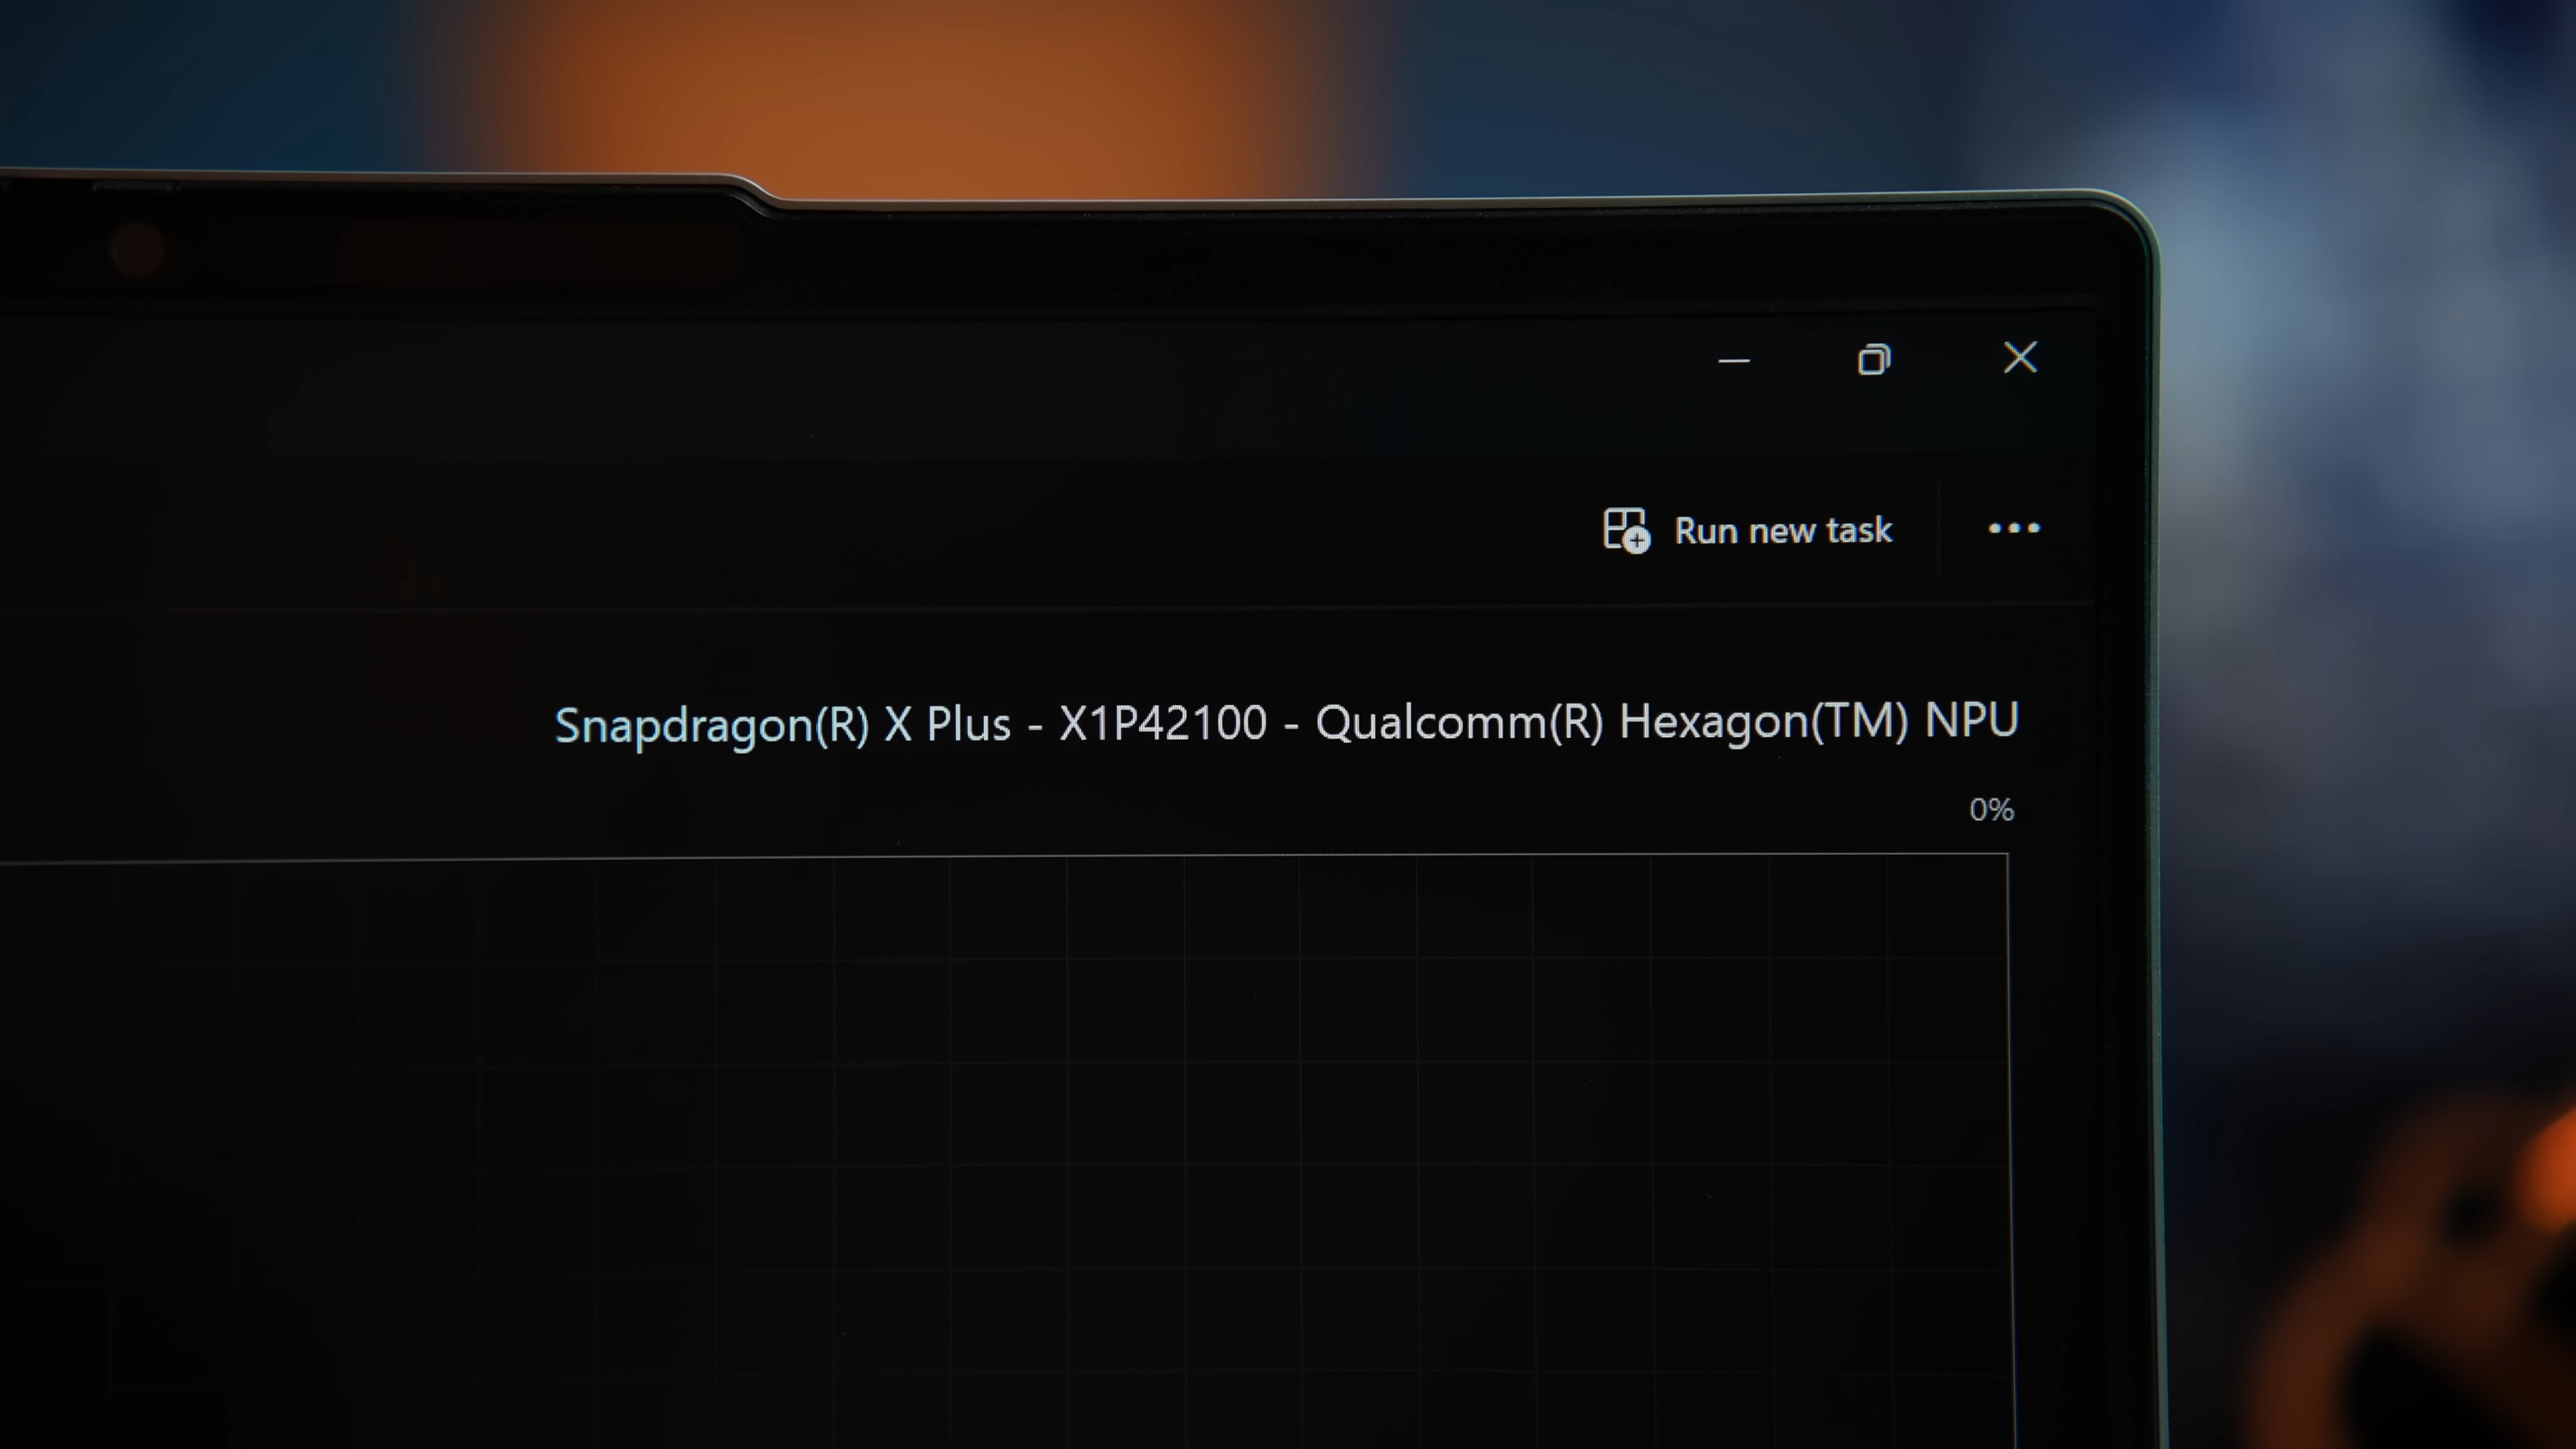 Run new task
Snapdragon(R) X Plus - X1P42100 - Qualcomm(R) Hexagon(TM) NPU
0%